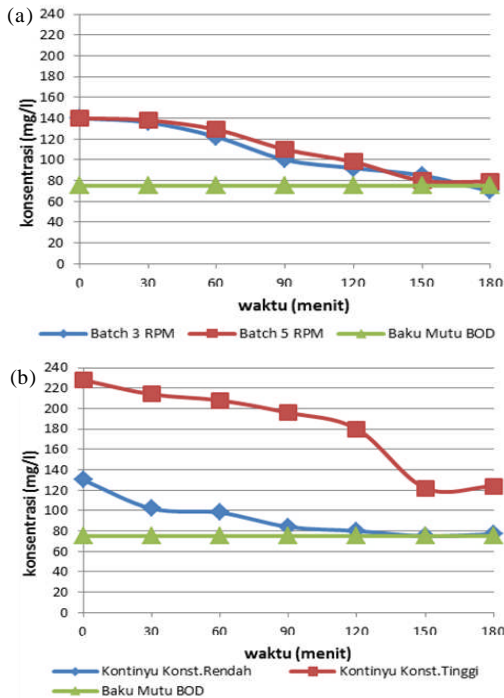 (a)
240
220
200
180
160
140
120
100
80
60
40
20
0
konsentrasi (mg/l)
0 30 60 90 120 150 180
waktu (menit)
Batch 3 RPM Batch 5 RPM Baku Mutu BOD
(b)
240
220
200
180
160
140
120
100
80
60
40
20
0
konsentrasi (mg/l)
0 30 60 90 120 150 180
waktu (menit)
Kontinyu Konst.Rendah Kontinyu Konst.Tinggi
Baku Mutu BOD